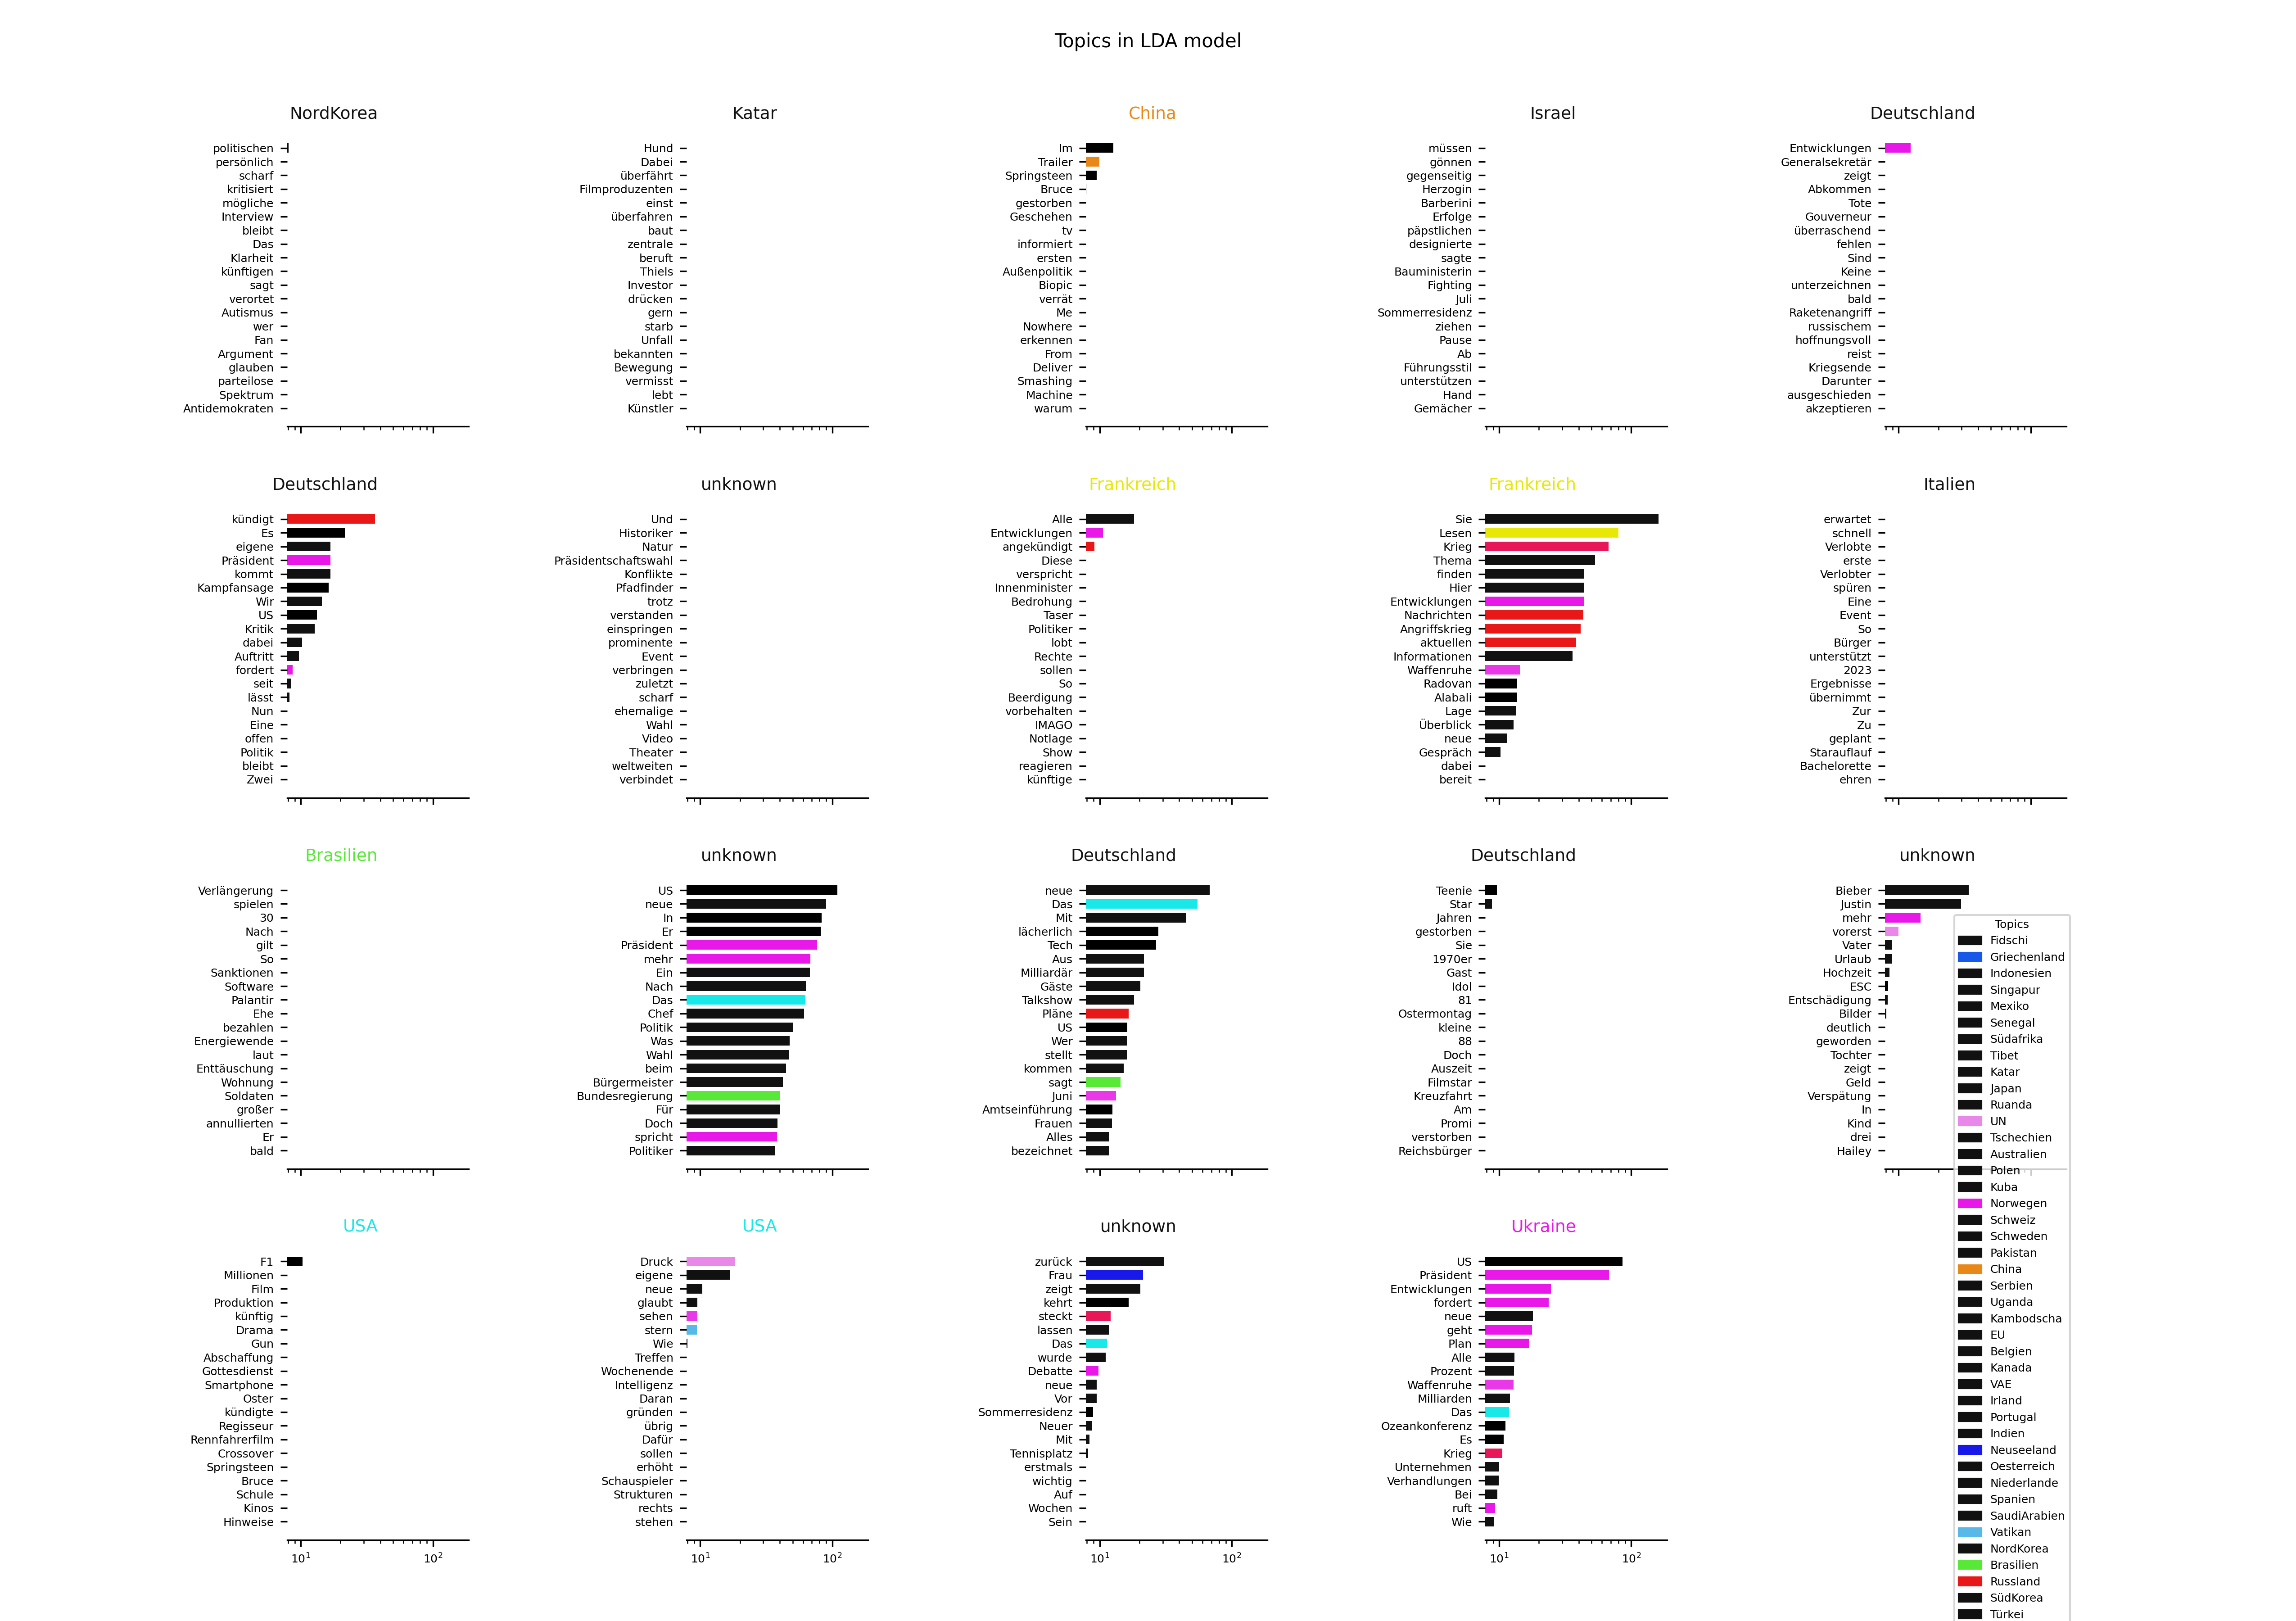 Topics in LDA model
NordKorea
politischen
persönlich
scharf
kritisiert
mögliche
Interview
bleibt
Das
Klarheit
künftigen
sagt
verortet
Autismus
wer
Fan
Argument
glauben
parteilose
Spektrum
Antidemokraten
Katar
Hund
Dabei
überfährt
Filmproduzenten
einst
überfahren
baut
zentrale
beruft
Thiels
Investor
drücken
gern
starb
Unfall
bekannten
Bewegung
vermisst
lebt
Künstler
China
Im
Trailer
Springsteen
Bruce
gestorben
Geschehen
tv
informiert
ersten
Außenpolitik
Biopic
verrät
Me
Nowhere
erkennen
From
Deliver
Smashing
Machine
warum
Israel
müssen
gönnen
gegenseitig
Herzogin
Barberini
Erfolge
päpstlichen
designierte
sagte
Bauministerin
Fighting
Juli
Sommerresidenz
ziehen
Pause
Ab
Führungsstil
unterstützen
Hand
Gemächer
Deutschland
Entwicklungen
Generalsekretär
zeigt
Abkommen
Tote
Gouverneur
überraschend
fehlen
Sind
Keine
unterzeichnen
bald
Raketenangriff
russischem
hoffnungsvoll
reist
Kriegsende
Darunter
ausgeschieden
akzeptieren
Deutschland
kündigt
Es
eigene
Präsident
kommt
Kampfansage
Wir
US
Kritik
dabei
Auftritt
fordert
seit
lässt
Nun
Eine
offen
Politik
bleibt
Zwei
unknown
Und
Historiker
Natur
Präsidentschaftswahl
Konflikte
Pfadfinder
trotz
verstanden
einspringen
prominente
Event
verbringen
zuletzt
scharf
ehemalige
Wahl
Video
Theater
weltweiten
verbindet
Frankreich
Alle
Entwicklungen
angekündigt
Diese
verspricht
Innenminister
Bedrohung
Taser
Politiker
lobt
Rechte
sollen
So
Beerdigung
vorbehalten
IMAGO
Notlage
Show
reagieren
künftige
Frankreich
Sie
Lesen
Krieg
Thema
finden
Hier
Entwicklungen
Nachrichten
Angriffskrieg
aktuellen
Informationen
Waffenruhe
Radovan
Alabali
Lage
Überblick
neue
Gespräch
dabei
bereit
Italien
erwartet
schnell
Verlobte
erste
Verlobter
spüren
Eine
Event
So
Bürger
unterstützt
2023
Ergebnisse
übernimmt
Zur
Zu
geplant
Starauflauf
Bachelorette
ehren
Brasilien
Verlängerung
spielen
30
Nach
gilt
So
Sanktionen
Software
Palantir
Ehe
bezahlen
Energiewende
laut
Enttäuschung
Wohnung
Soldaten
großer
annullierten
Er
bald
unknown
US
neue
In
Er
Präsident
mehr
Ein
Nach
Das
Chef
Politik
Was
Wahl
beim
Bürgermeister
Bundesregierung
Für
Doch
spricht
Politiker
Deutschland
neue
Das
Mit
lächerlich
Tech
Aus
Milliardär
Gäste
Talkshow
Pläne
US
Wer
stellt
kommen
sagt
Juni
Amtseinführung
Frauen
Alles
bezeichnet
Deutschland
Teenie
Star
Jahren
gestorben
Sie
1970er
Gast
Idol
81
Ostermontag
kleine
88
Doch
Auszeit
Filmstar
Kreuzfahrt
Am
Promi
verstorben
Reichsbürger
unknown
Bieber
Justin
mehr
vorerst
Vater
Urlaub
Hochzeit
ESC
Entschädigung
Bilder
deutlich
geworden
Tochter
zeigt
Geld
Verspätung
In
Kind
drei
Hailey
USA
F1
Millionen
Film
Produktion
künftig
Drama
Gun
Abschaffung
Gottesdienst
Smartphone
Oster
kündigte
Regisseur
Rennfahrerfilm
Crossover
Springsteen
Bruce
Schule
Kinos
Hinweise
10^1 10^2
USA
Druck
eigene
neue
glaubt
sehen
stern
Wie
Treffen
Wochenende
Intelligenz
Daran
gründen
übrig
Dafür
sollen
erhöht
Schauspieler
Strukturen
rechts
stehen
10^1 10^2
unknown
zurück
Frau
zeigt
kehrt
steckt
lassen
Das
wurde
Debatte
neue
Vor
Sommerresidenz
Neuer
Mit
Tennisplatz
erstmals
wichtig
Auf
Wochen
Sein
10^1 10^2
Ukraine
US
Präsident
Entwicklungen
fordert
neue
geht
Plan
Alle
Prozent
Waffenruhe
Milliarden
Das
Ozeankonferenz
Es
Krieg
Unternehmen
Verhandlungen
Bei
ruft
Wie
10^1 10^2
Topics
Fidschi
Griechenland
Indonesien
Singapur
Mexiko
Senegal
Südafrika
Tibet
Katar
Japan
Ruanda
UN
Tschechien
Australien
Polen
Kuba
Norwegen
Schweiz
Schweden
Pakistan
China
Serbien
Uganda
Kambodscha
EU
Belgien
Kanada
VAE
Irland
Portugal
Indien
Neuseeland
Oesterreich
Niederlande
Spanien
SaudiArabien
Vatikan
NordKorea
Brasilien
Russland
SüdKorea
Türkei